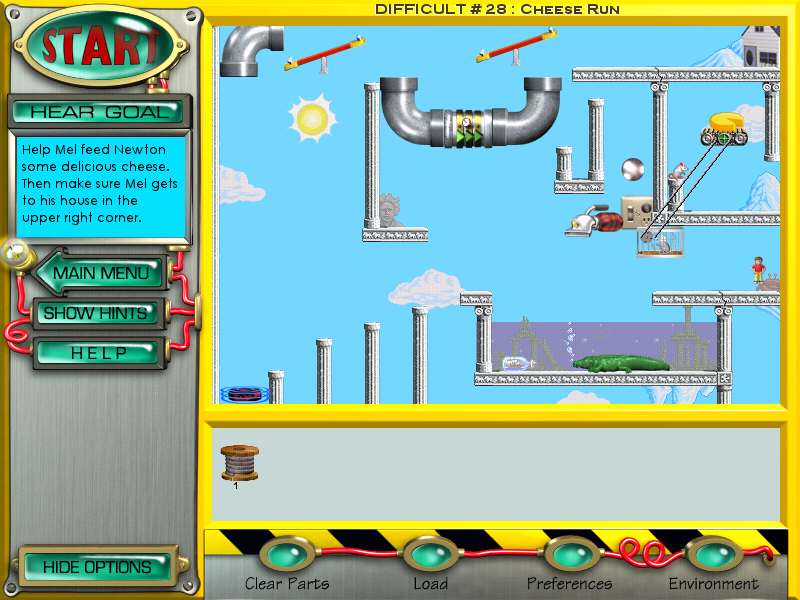 DIFFICULT # 28 : CHEESE RUN
START
HEAR GOAL
Help Mel feed Newton
some delicious cheese.
Then make sure Mel gets
to his house in the
upper right corner.
MAIN MENU
SHOW HINTS
HELP
1
HIDE OPTIONS
Clear Parts
Load
Preferences
Environment